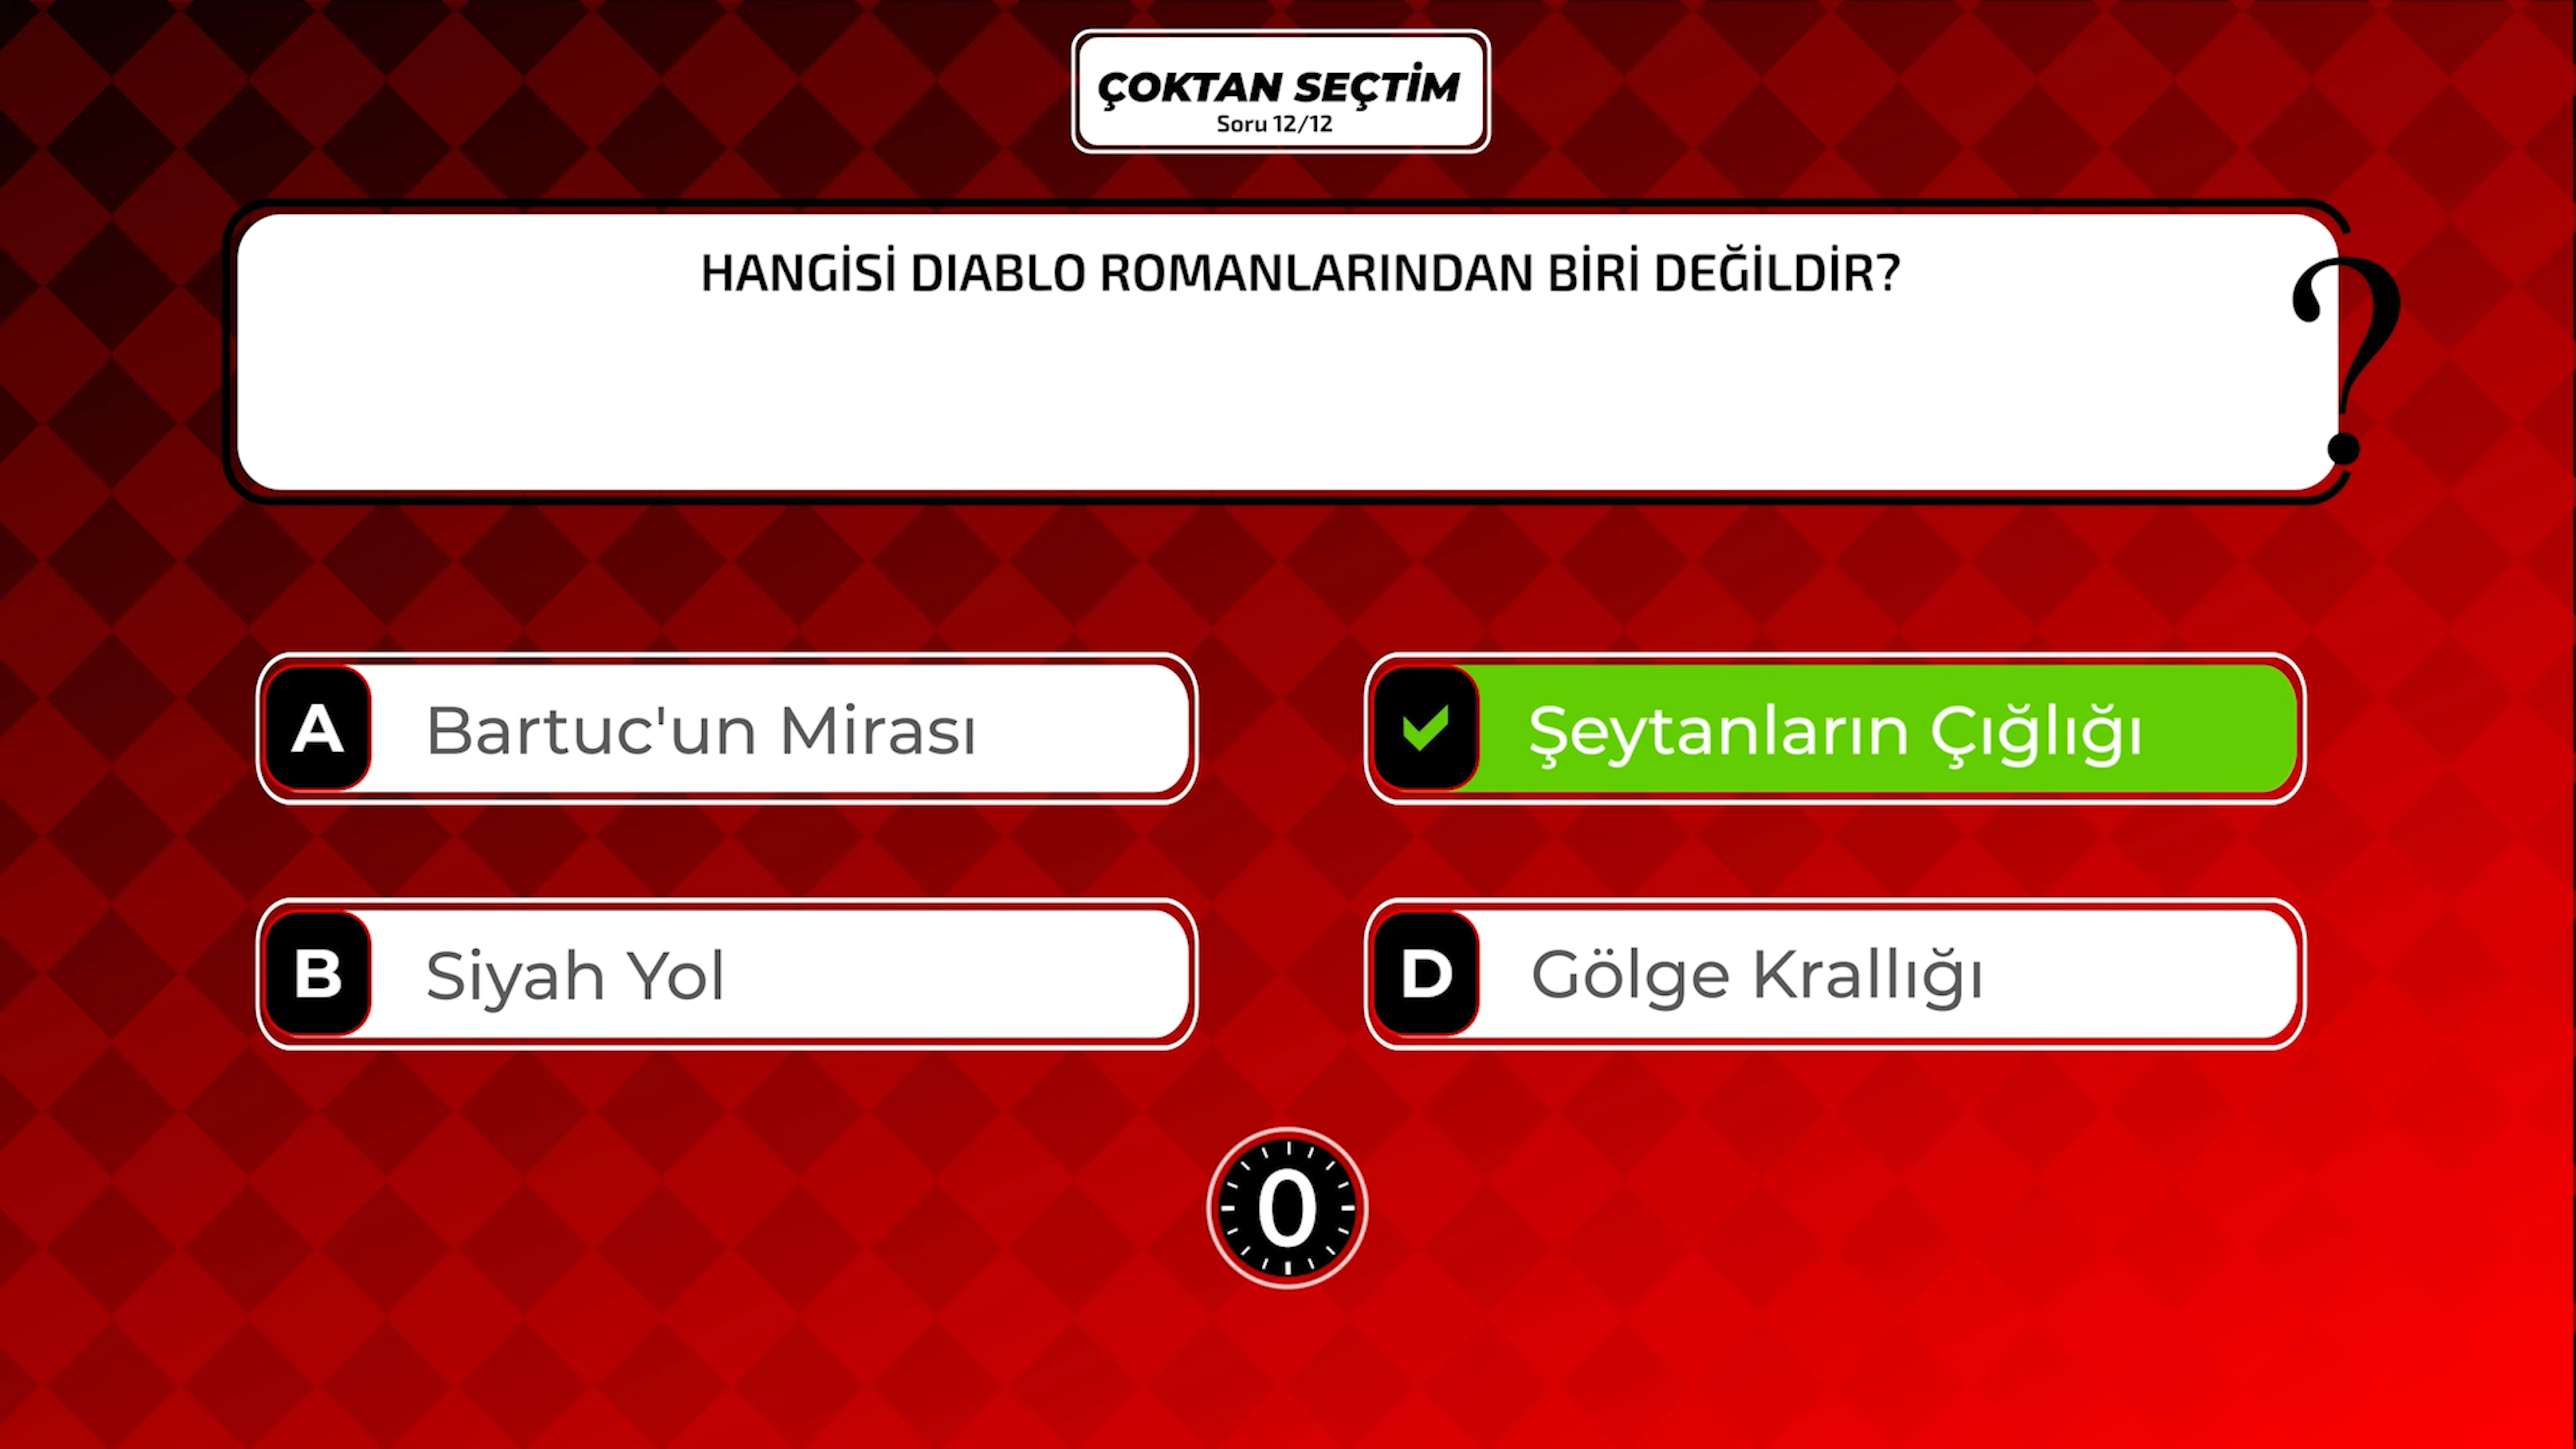 ÇOKTAN SEÇTİM
Soru 12/12
HANGİSİ DIABLO ROMANLARINDAN BİRİ DEĞİLDİR?
?
A Bartuc'un Mirası
Şeytanların Çığlığı
B Siyah Yol
D Gölge Krallığı
0